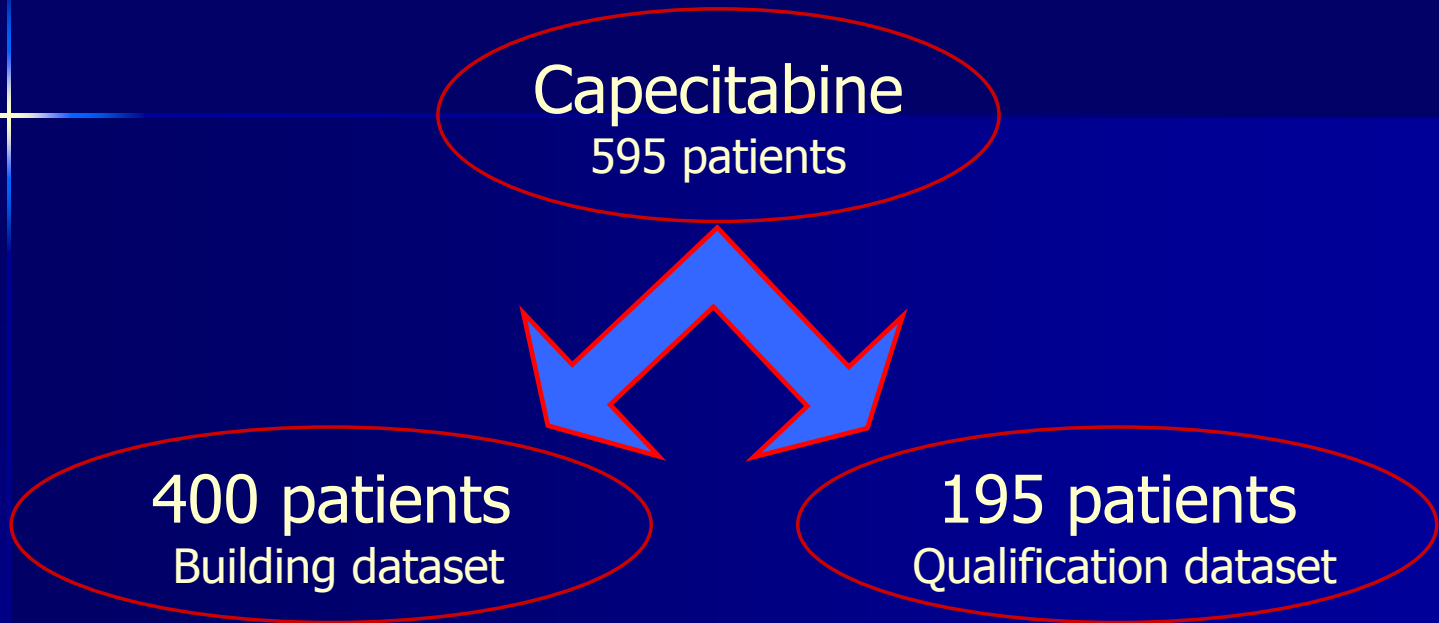 Capecitabine
595 patients
400 patients
Building dataset
195 patients
Qualification dataset